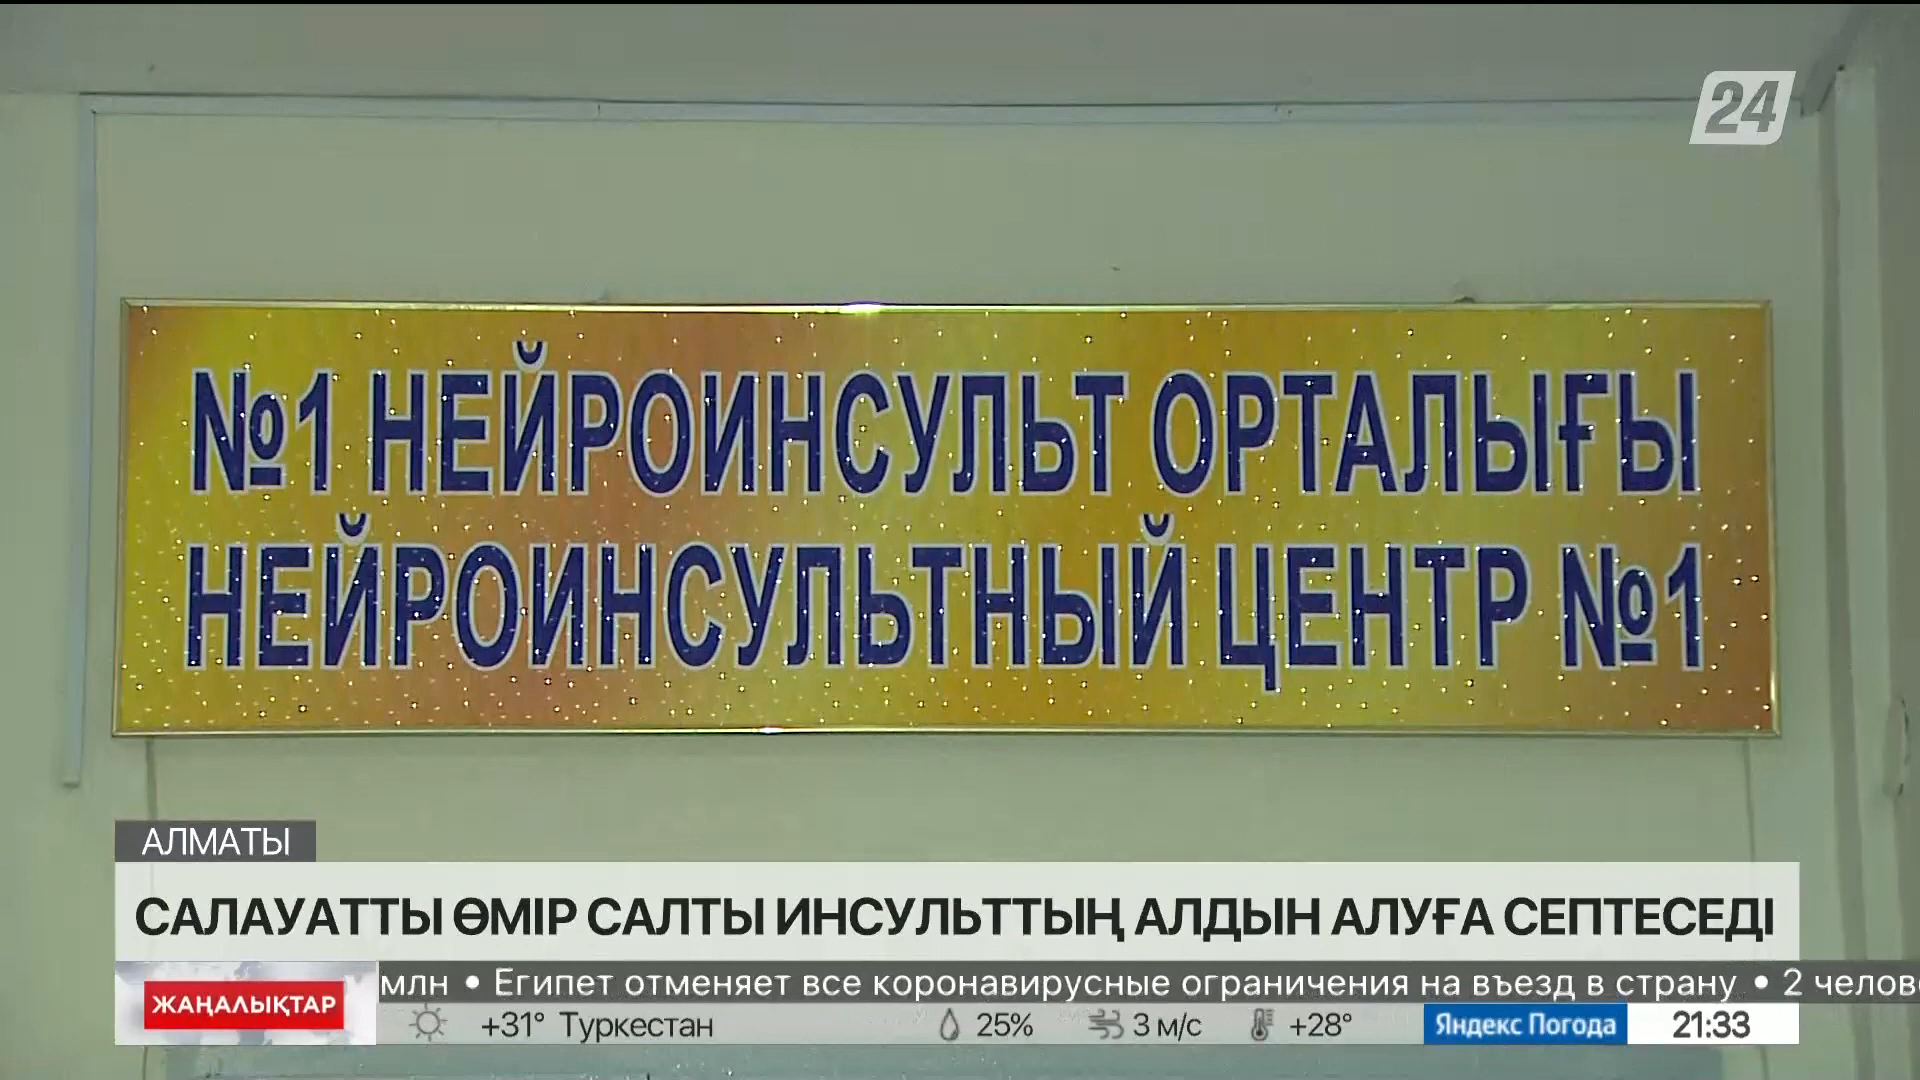 24
№1 НЕЙРОИНСУЛЬТ ОРТАЛЫҒЫ
НЕЙРОИНСУЛЬТНЫЙ ЦЕНТР №1
АЛМАТЫ
САЛАУАТТЫ ӨМІР САЛТЫ ИНСУЛЬТТЫҢ АЛДЫН АЛУҒА СЕПТЕСЕДІ
ЖАҢАЛЫҚТАР
млн • Египет отменяет все коронавирусные ограничения на въезд в страну • 2 челов
+31° Туркестан 25% 3 м/с +28° Яндекс Погода 21:33